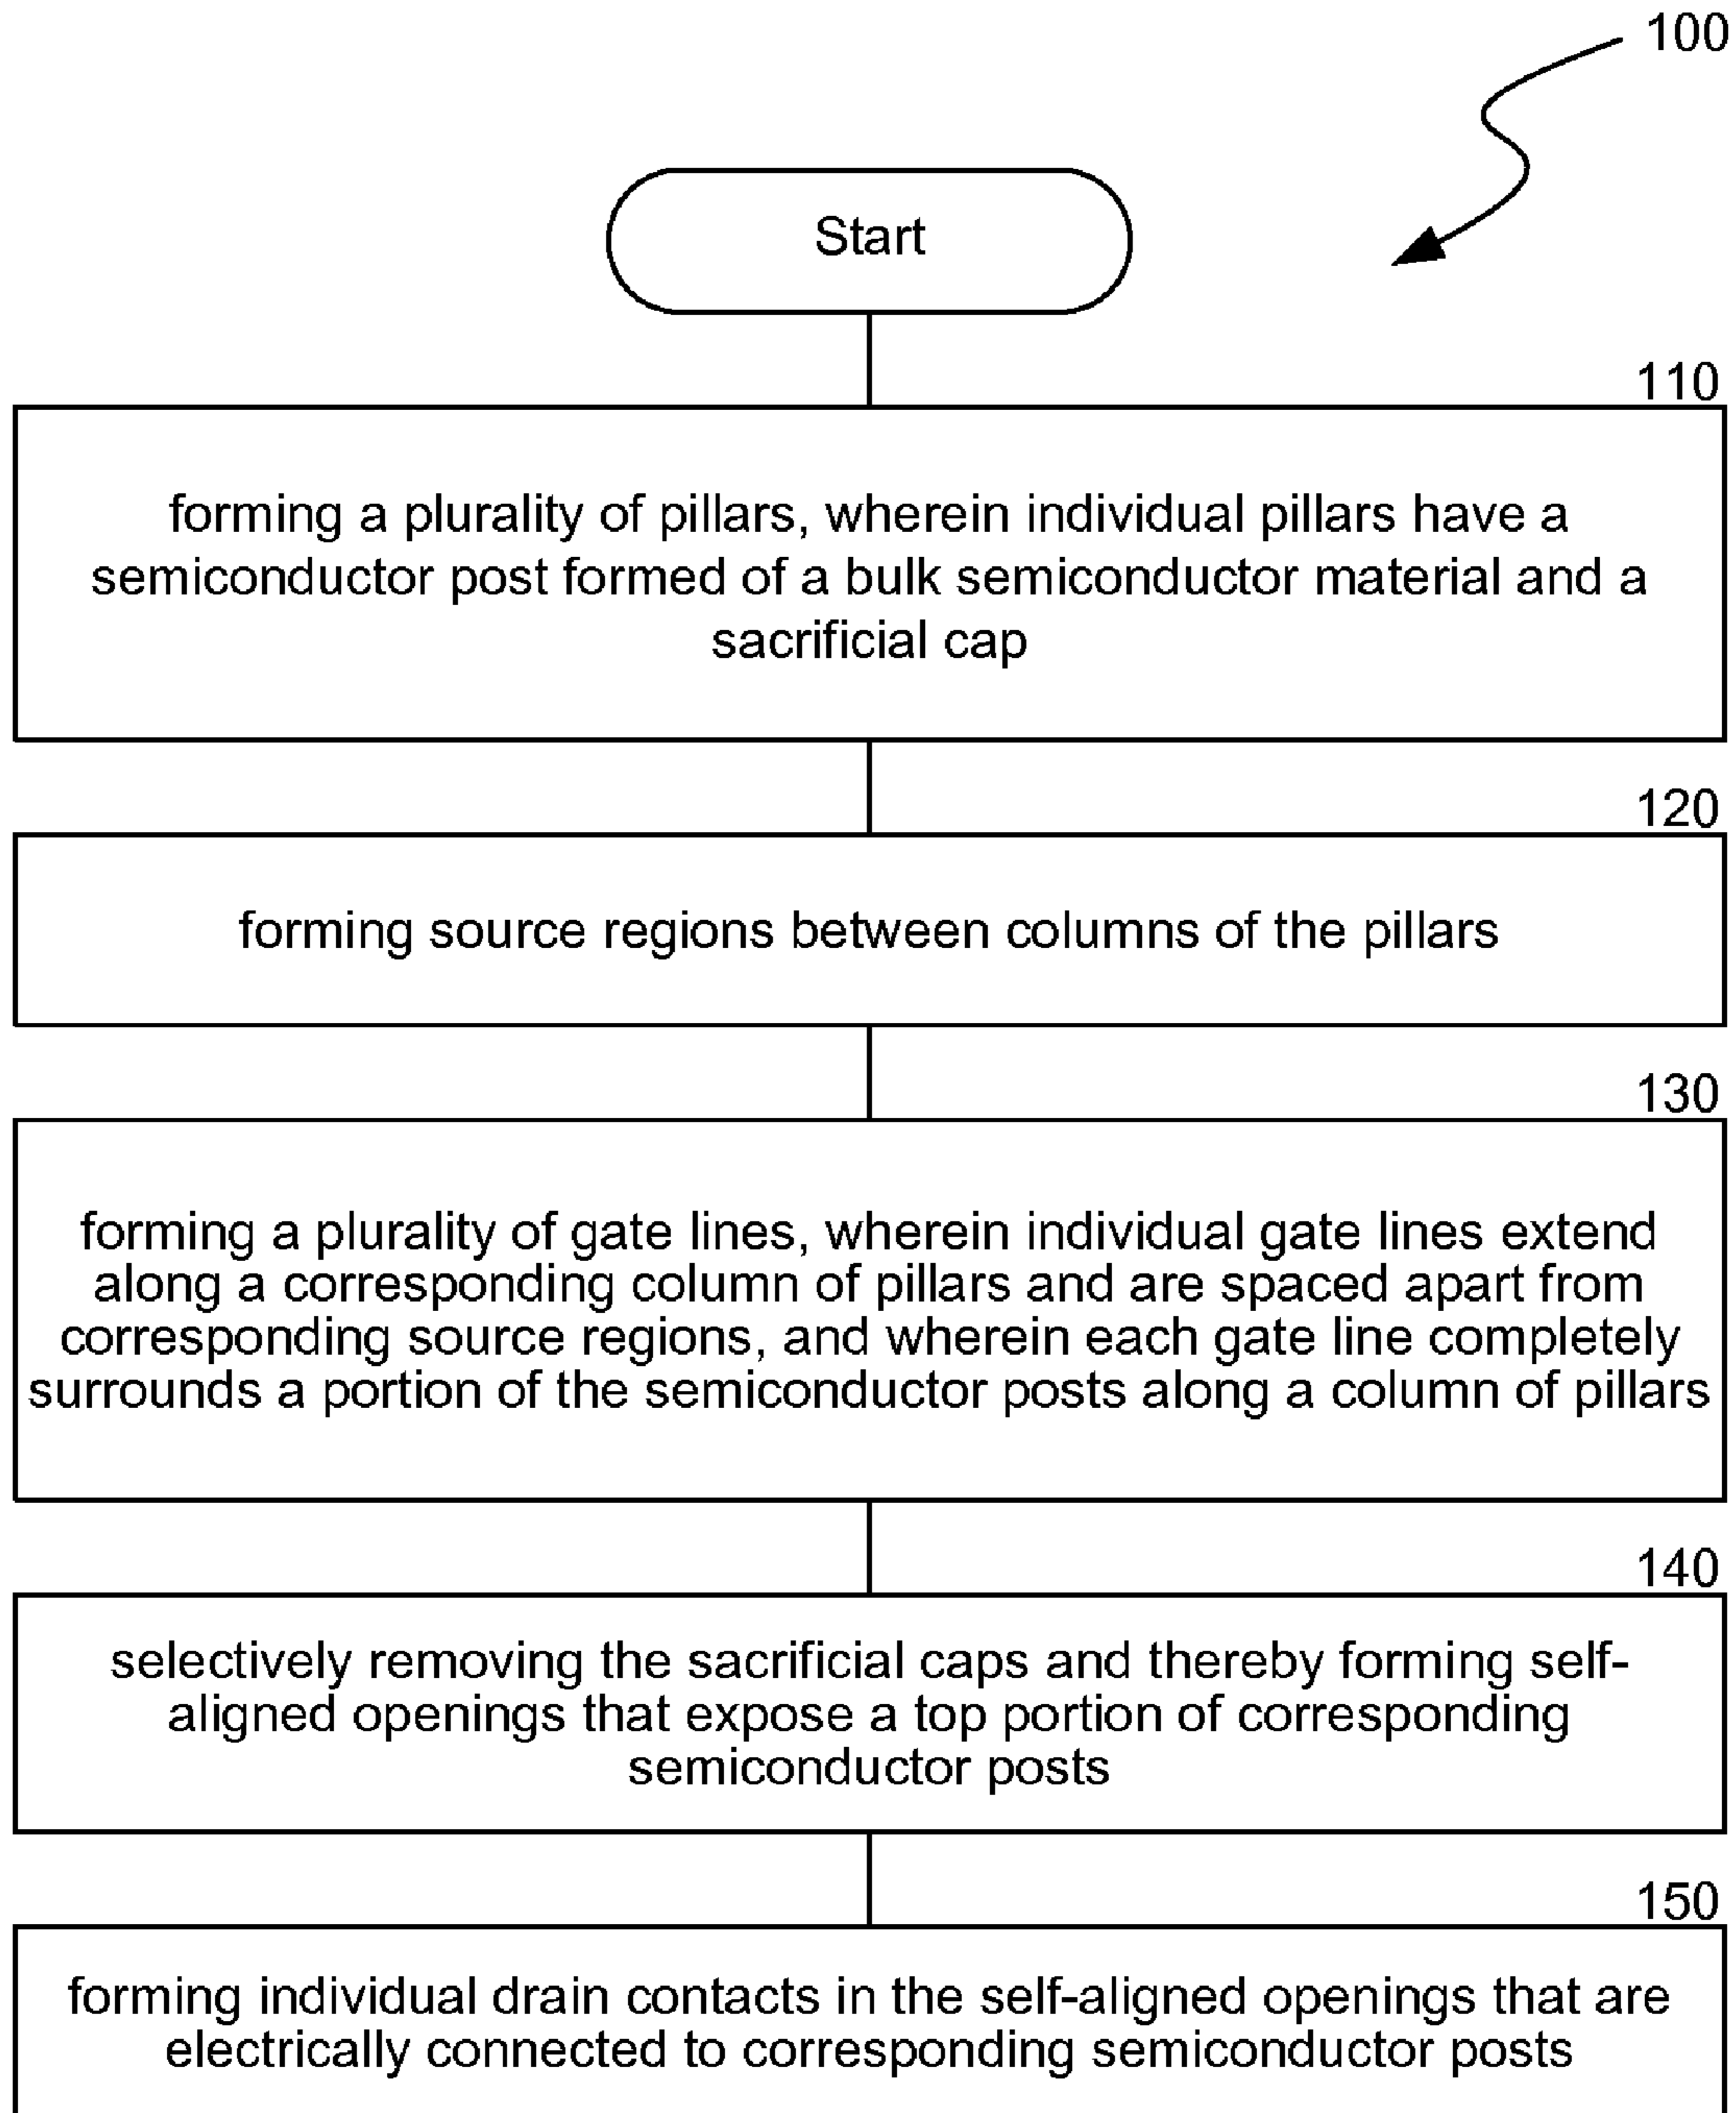 100
Start
110
forming a plurality of pillars, wherein individual pillars have a
semiconductor post formed of a bulk semiconductor material and a
sacrificial cap
120
forming source regions between columns of the pillars
130
forming a plurality of gate lines, wherein individual gate lines extend
along a corresponding column of pillars and are spaced apart from
corresponding source regions, and wherein each gate line completely
surrounds a portion of the semiconductor posts along a column of pillars
140
selectively removing the sacrificial caps and thereby forming self-
aligned openings that expose a top portion of corresponding
semiconductor posts
150
forming individual drain contacts in the self-aligned openings that are
electrically connected to corresponding semiconductor posts